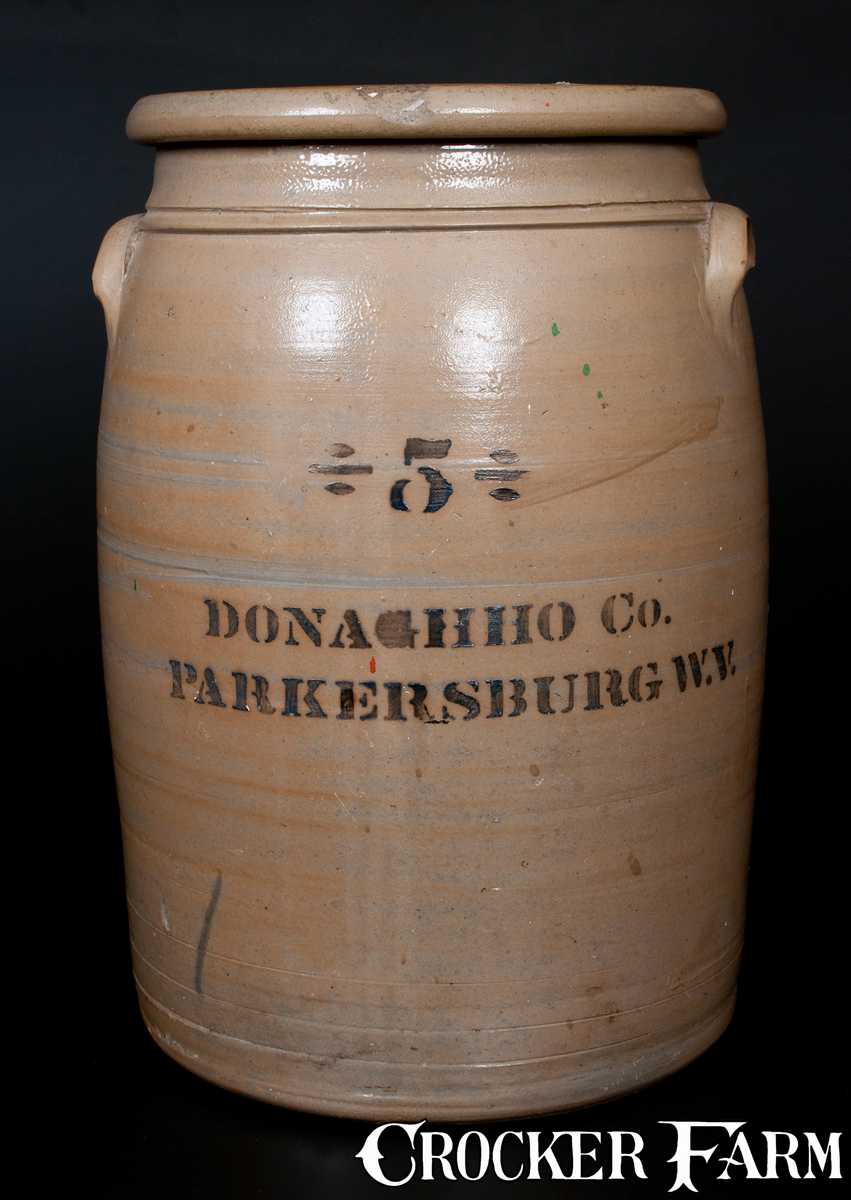 ÷ 5 ÷
DONAGHHO Co.
PARKERSBURG W.V.
CROCKER FARM